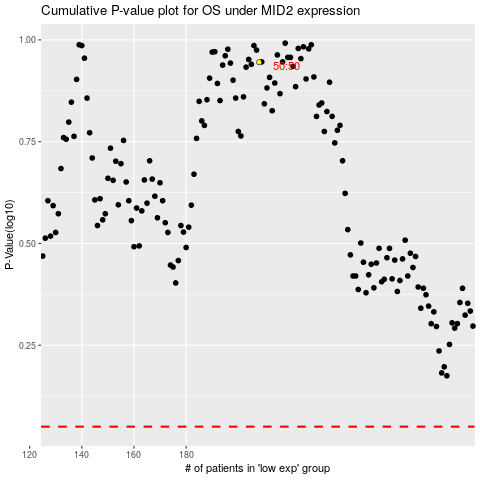 Cumulative P-value plot for OS under MID2 expression
1.00
50:50
0.75
P-Value(log10)
0.50
0.25
120 140 160 180
# of patients in 'low exp' group